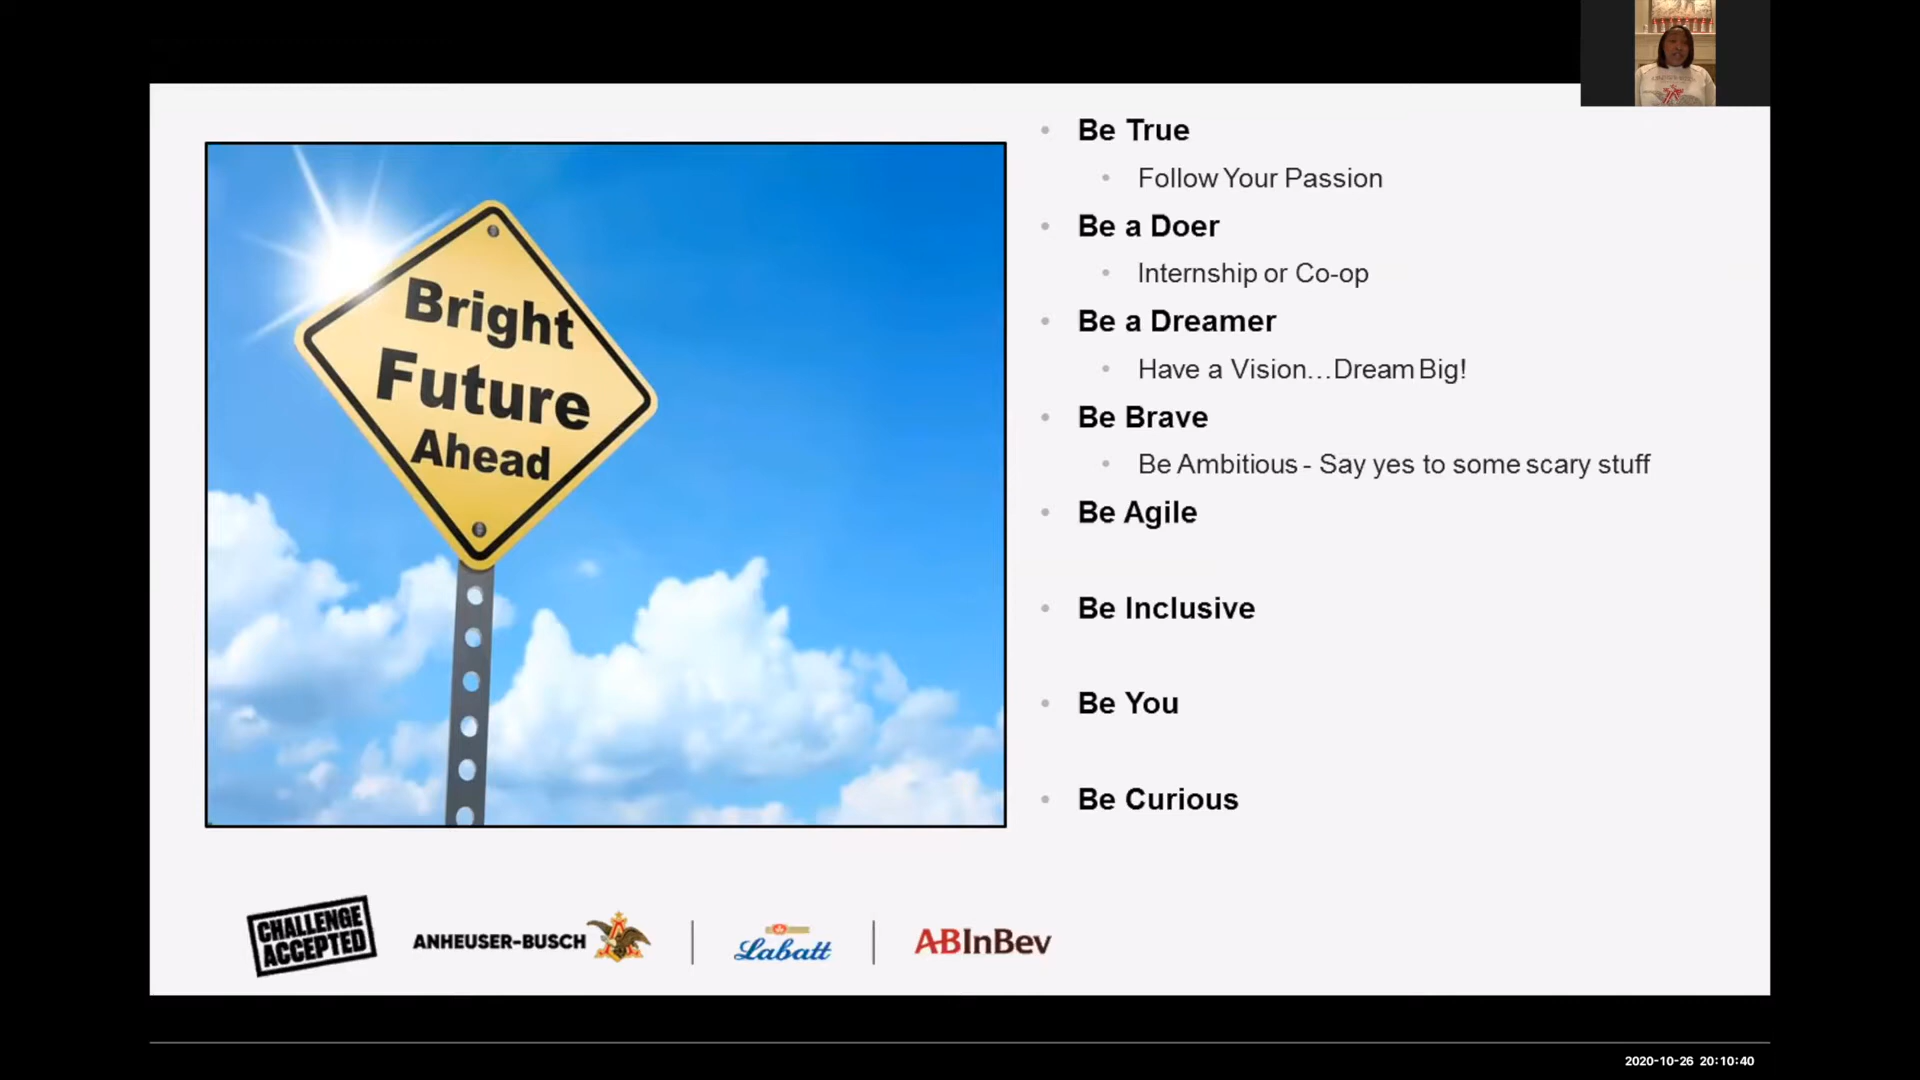 Bright
Future
Ahead
Be True
Follow Your Passion
Be a Doer
Internship or Co-op
Be a Dreamer
Have a Vision...Dream Big!
Be Brave
Be Ambitious - Say yes to some scary stuff
Be Agile
Be Inclusive
Be You
Be Curious
CHALLENGE
ACCEPTED
ANHEUSER-BUSCH
Labatt
ABInBev
2020-10-26 20:10:40